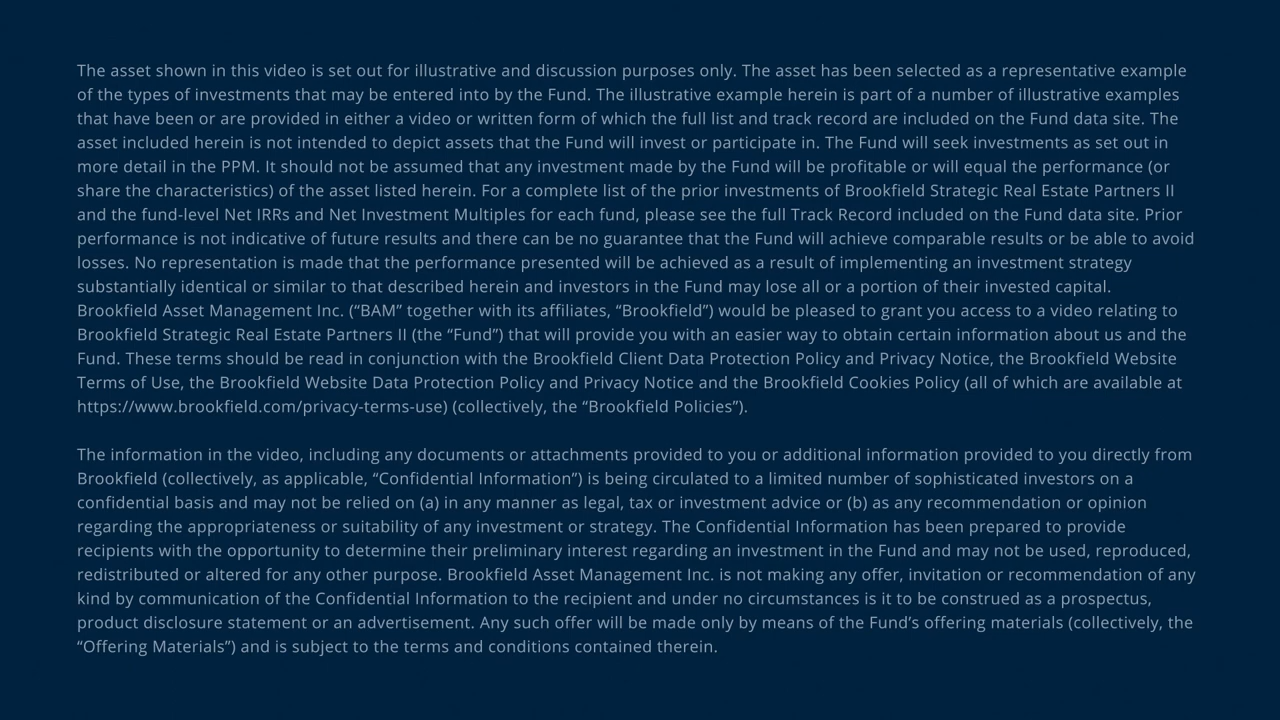 The asset shown in this video is set out for illustrative and discussion purposes only. The asset has been selected as a representative example
of the types of investments that may be entered into by the Fund. The illustrative example herein is part of a number of illustrative examples
that have been or are provided in either a video or written form of which the full list and track record are included on the Fund data site. The
asset included herein is not intended to depict assets that the Fund will invest or participate in. The Fund will seek investments as set out in
more detail in the PPM. It should not be assumed that any investment made by the Fund will be profitable or will equal the performance (or
share the characteristics) of the asset listed herein. For a complete list of the prior investments of Brookfield Strategic Real Estate Partners II
and the fund-level Net IRRs and Net Investment Multiples for each fund, please see the full Track Record included on the Fund data site. Prior
performance is not indicative of future results and there can be no guarantee that the Fund will achieve comparable results or be able to avoid
losses. No representation is made that the performance presented will be achieved as a result of implementing an investment strategy
substantially identical or similar to that described herein and investors in the Fund may lose all or a portion of their invested capital.
Brookfield Asset Management Inc. (“BAM” together with its affiliates, “Brookfield”) would be pleased to grant you access to a video relating to
Brookfield Strategic Real Estate Partners II (the “Fund”) that will provide you with an easier way to obtain certain information about us and the
Fund. These terms should be read in conjunction with the Brookfield Client Data Protection Policy and Privacy Notice, the Brookfield Website
Terms of Use, the Brookfield Website Data Protection Policy and Privacy Notice and the Brookfield Cookies Policy (all of which are available at
https://www.brookfield.com/privacy-terms-use) (collectively, the “Brookfield Policies”).
The information in the video, including any documents or attachments provided to you or additional information provided to you directly from
Brookfield (collectively, as applicable, “Confidential Information”) is being circulated to a limited number of sophisticated investors on a
confidential basis and may not be relied on (a) in any manner as legal, tax or investment advice or (b) as any recommendation or opinion
regarding the appropriateness or suitability of any investment or strategy. The Confidential Information has been prepared to provide
recipients with the opportunity to determine their preliminary interest regarding an investment in the Fund and may not be used, reproduced,
redistributed or altered for any other purpose. Brookfield Asset Management Inc. is not making any offer, invitation or recommendation of any
kind by communication of the Confidential Information to the recipient and under no circumstances is it to be construed as a prospectus,
product disclosure statement or an advertisement. Any such offer will be made only by means of the Fund’s offering materials (collectively, the
“Offering Materials”) and is subject to the terms and conditions contained therein.